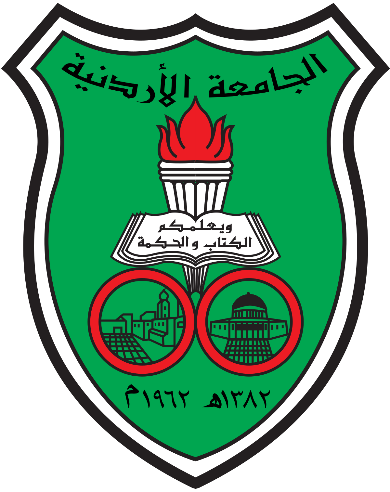 الجامعة الأردنية
ويعلمكم
الكتاب والحكمة
١٣٨٢هـ ١٩٦٢م